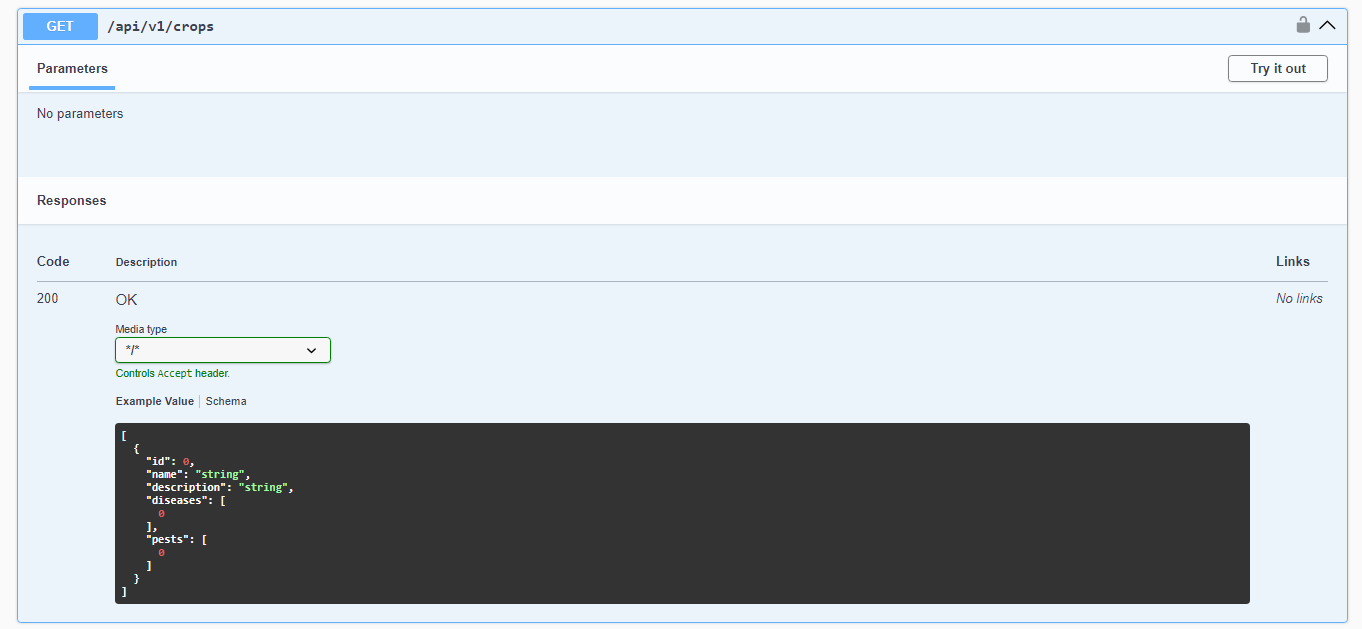 GET /api/v1/crops
Parameters
Try it out
No parameters
Responses
Code Description Links
200 OK No links
Media type
*/*
Controls Accept header.
Example Value Schema
[
  {
    "id": 0,
    "name": "string",
    "description": "string",
    "diseases": [
      0
    ],
    "pests": [
      0
    ]
  }
]